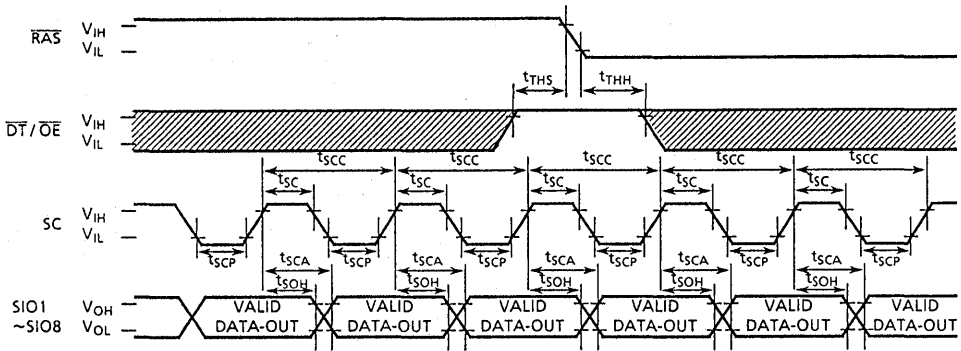 RAS VIH
VIL
tTHS tTHH
DT / OE VIH
VIL
tSCC tSCC tSCC tSCC tSCC
tSC tSC tSC tSC tSC
SC VIH
VIL
tSCP tSCP tSCP tSCP tSCP tSCP
tSCA tSCA tSCA tSCA tSCA
tSOH tSOH tSOH tSOH tSOH
SIO1 VOH VALID VALID VALID VALID VALID VALID
~SIO8 VOL DATA-OUT DATA-OUT DATA-OUT DATA-OUT DATA-OUT DATA-OUT